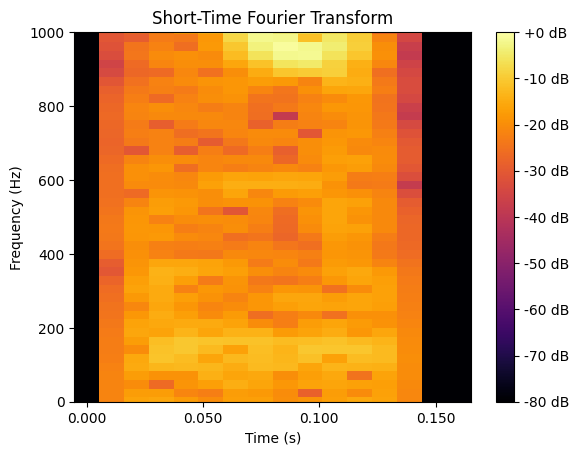 Short-Time Fourier Transform
Frequency (Hz)
1000
800
600
400
200
0
0.000
0.050
0.100
0.150
Time (s)
+0 dB
-10 dB
-20 dB
-30 dB
-40 dB
-50 dB
-60 dB
-70 dB
-80 dB